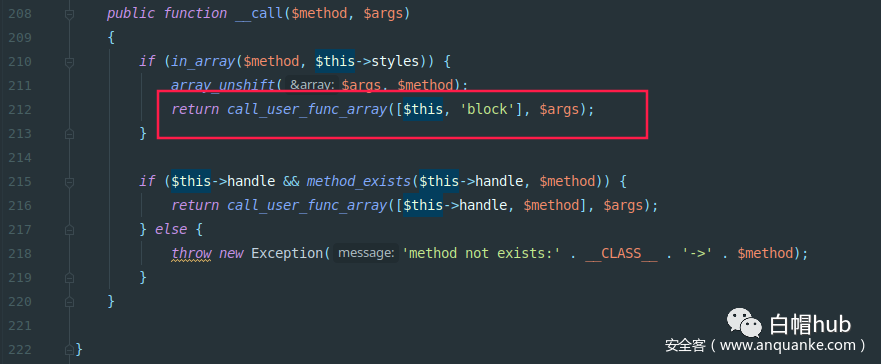 208 public function __call($method, $args)
209 {
210 if (in_array($method, $this->styles)) {
211 array_unshift( &array: $args, $method);
212 return call_user_func_array([$this, 'block'], $args);
213 }
214
215 if ($this->handle && method_exists($this->handle, $method)) {
216 return call_user_func_array([$this->handle, $method], $args);
217 } else {
218 throw new Exception( message: 'method not exists:' . __CLASS__ . '->' . $method);
219 }
220 }
221
222 }
白帽hub
安全客（www.anquanke.com）